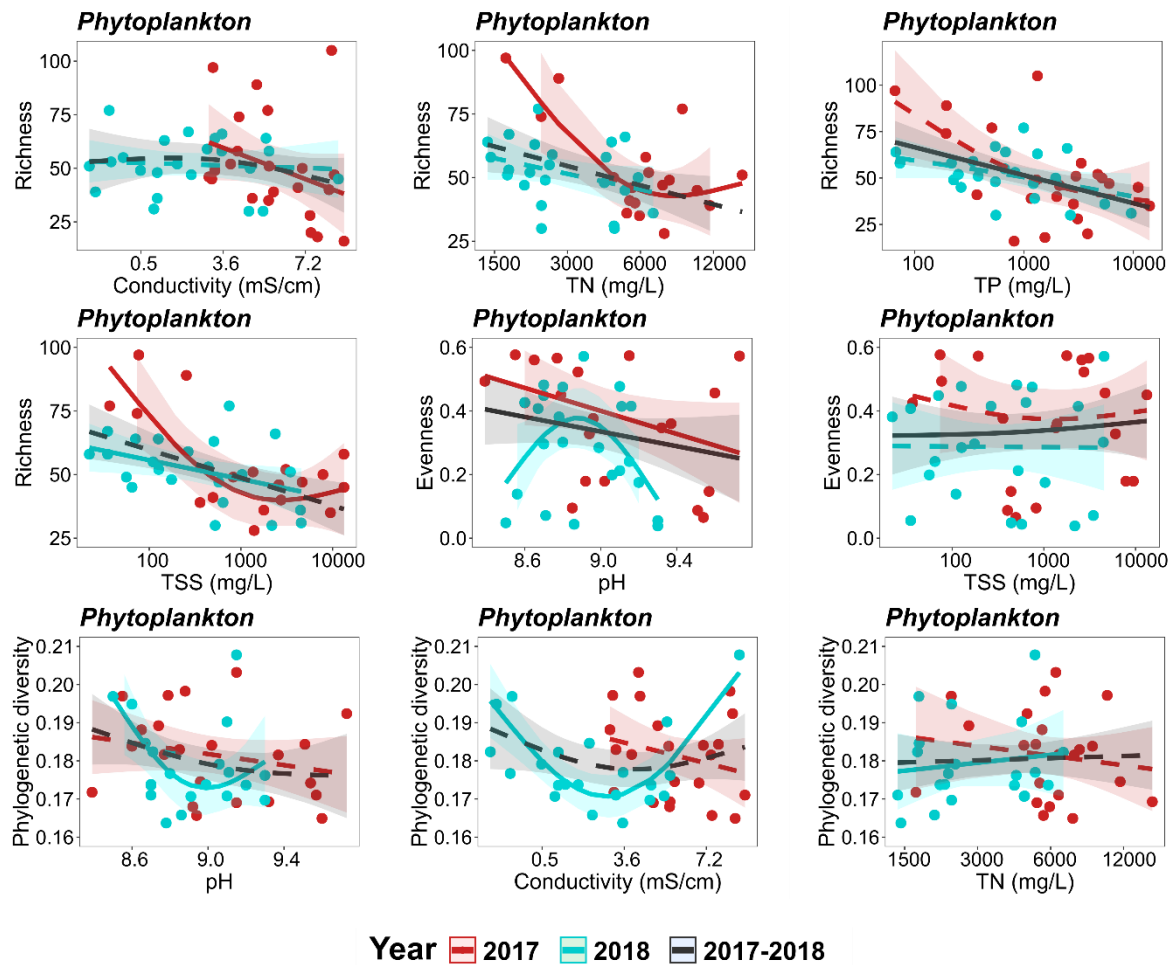 Phytoplankton Phytoplankton Phytoplankton
Richness
100
75
50
25
0.5 3.6 7.2
Conductivity (mS/cm)
Richness
100
75
50
25
1500 3000 6000 12000
TN (mg/L)
Richness
100
75
50
25
100 1000 10000
TP (mg/L)
Phytoplankton Phytoplankton Phytoplankton
Richness
100
75
50
25
100 1000 10000
TSS (mg/L)
Evenness
0.6
0.4
0.2
0.0
8.6 9.0 9.4
pH
Evenness
0.6
0.4
0.2
0.0
100 1000 10000
TSS (mg/L)
Phytoplankton Phytoplankton Phytoplankton
Phylogenetic diversity
0.21
0.20
0.19
0.18
0.17
0.16
8.6 9.0 9.4
pH
Phylogenetic diversity
0.21
0.20
0.19
0.18
0.17
0.16
0.5 3.6 7.2
Conductivity (mS/cm)
Phylogenetic diversity
0.21
0.20
0.19
0.18
0.17
0.16
1500 3000 6000 12000
TN (mg/L)
Year 2017 2018 2017-2018